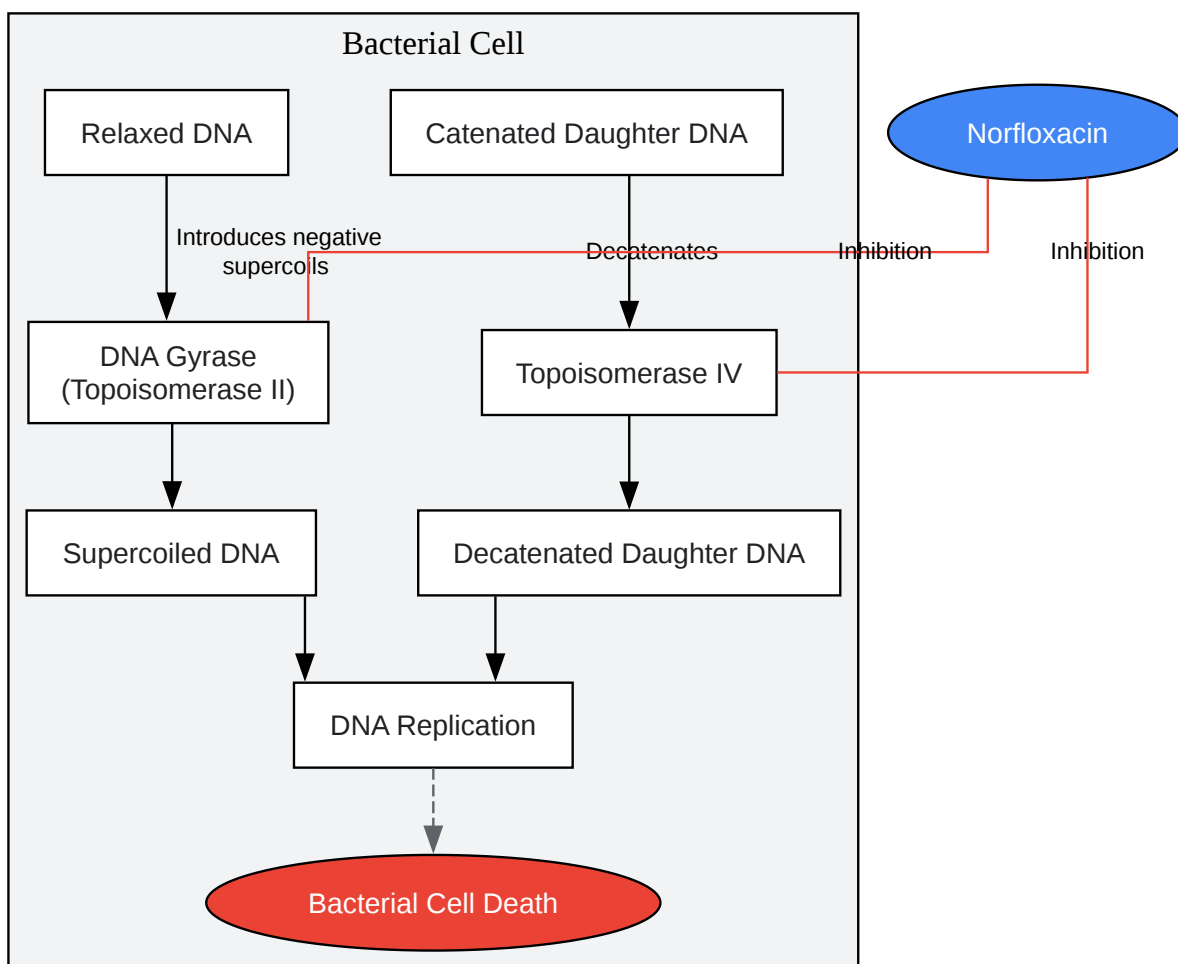 Bacterial Cell
Relaxed DNA
Catenated Daughter DNA
Norfloxacin
Introduces negative
supercoils
Decatenates
Inhibition
Inhibition
DNA Gyrase
(Topoisomerase II)
Topoisomerase IV
Supercoiled DNA
Decatenated Daughter DNA
DNA Replication
Bacterial Cell Death